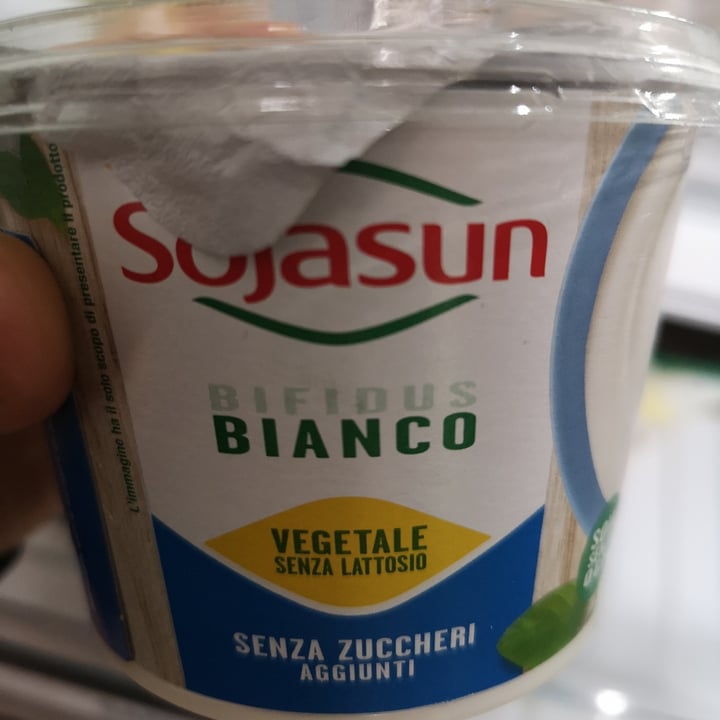 L'immagine ha il solo scopo di presentare il prodotto
Sojasun
BIFIDUS
BIANCO
VEGETALE
SENZA LATTOSIO
SENZA ZUCCHERI
AGGIUNTI